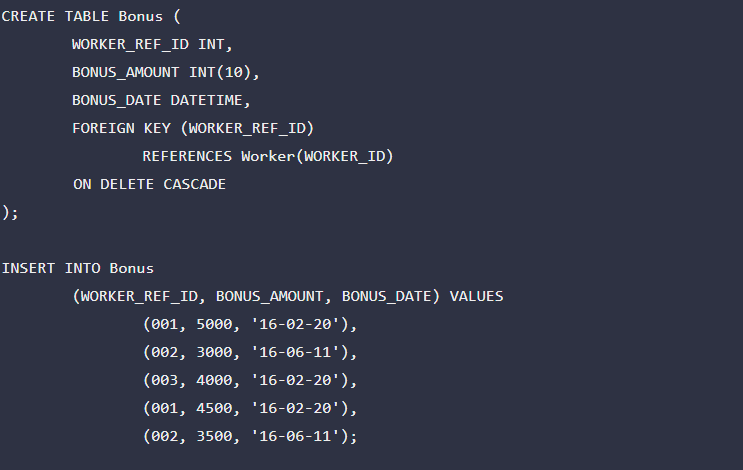 CREATE TABLE Bonus (
WORKER_REF_ID INT,
BONUS_AMOUNT INT(10),
BONUS_DATE DATETIME,
FOREIGN KEY (WORKER_REF_ID)
REFERENCES Worker(WORKER_ID)
ON DELETE CASCADE
);
INSERT INTO Bonus
(WORKER_REF_ID, BONUS_AMOUNT, BONUS_DATE) VALUES
(001, 5000, '16-02-20'),
(002, 3000, '16-06-11'),
(003, 4000, '16-02-20'),
(001, 4500, '16-02-20'),
(002, 3500, '16-06-11');